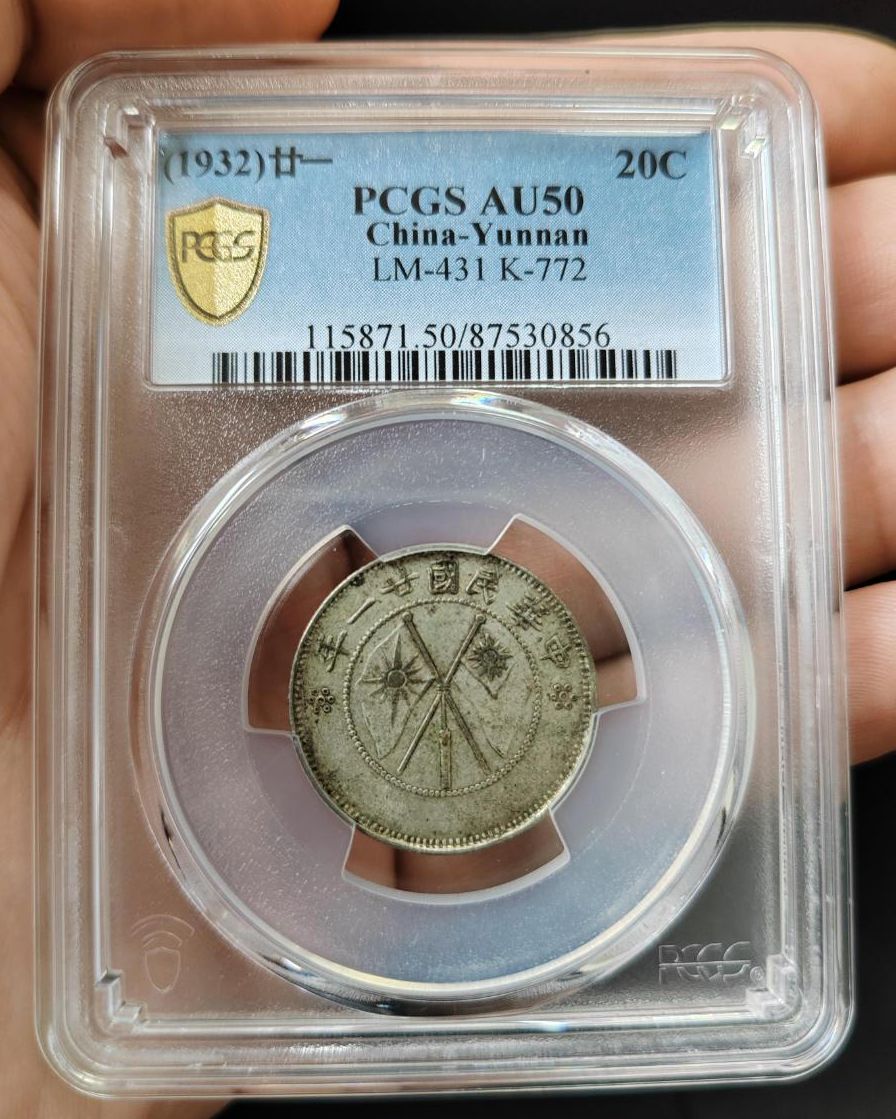 (1932)廿一 20C
PCGS AU50
China-Yunnan
LM-431 K-772
PCGS
115871.50/87530856
年一廿國民華中
PCGS